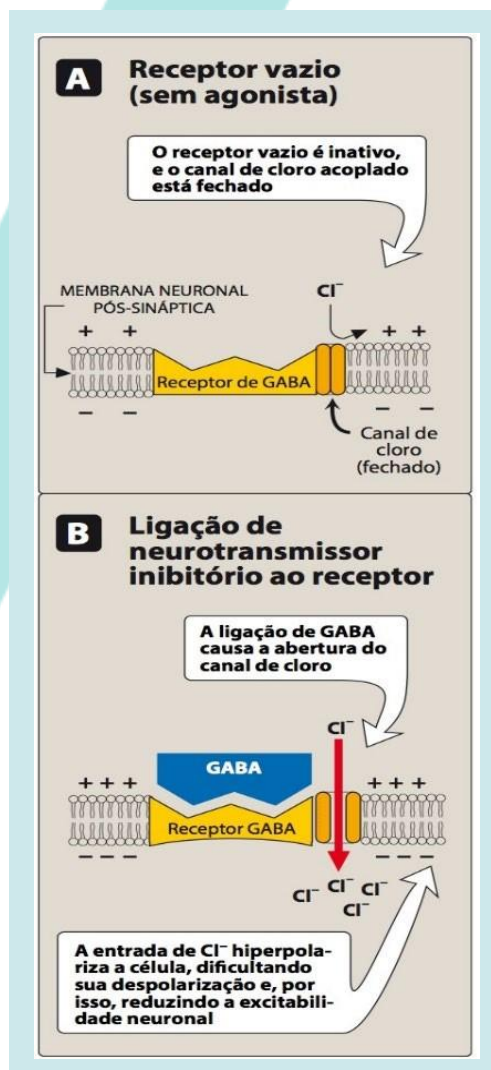 A
Receptor vazio
(sem agonista)
O receptor vazio é inativo,
e o canal de cloro acoplado
está fechado
MEMBRANA NEURONAL
PÓS-SINÁPTICA
Cl⁻
+ +
+ +
Receptor de GABA
– –
– –
Canal de
cloro
(fechado)
B
Ligação de
neurotransmissor
inibitório ao receptor
A ligação de GABA
causa a abertura do
canal de cloro
Cl⁻
GABA
+ + +
+ + +
Receptor GABA
– – –
– – –
Cl⁻ Cl⁻ Cl⁻
Cl⁻
A entrada de Cl⁻ hiperpola-
riza a célula, dificultando
sua despolarização e, por
isso, reduzindo a excitabili-
dade neuronal